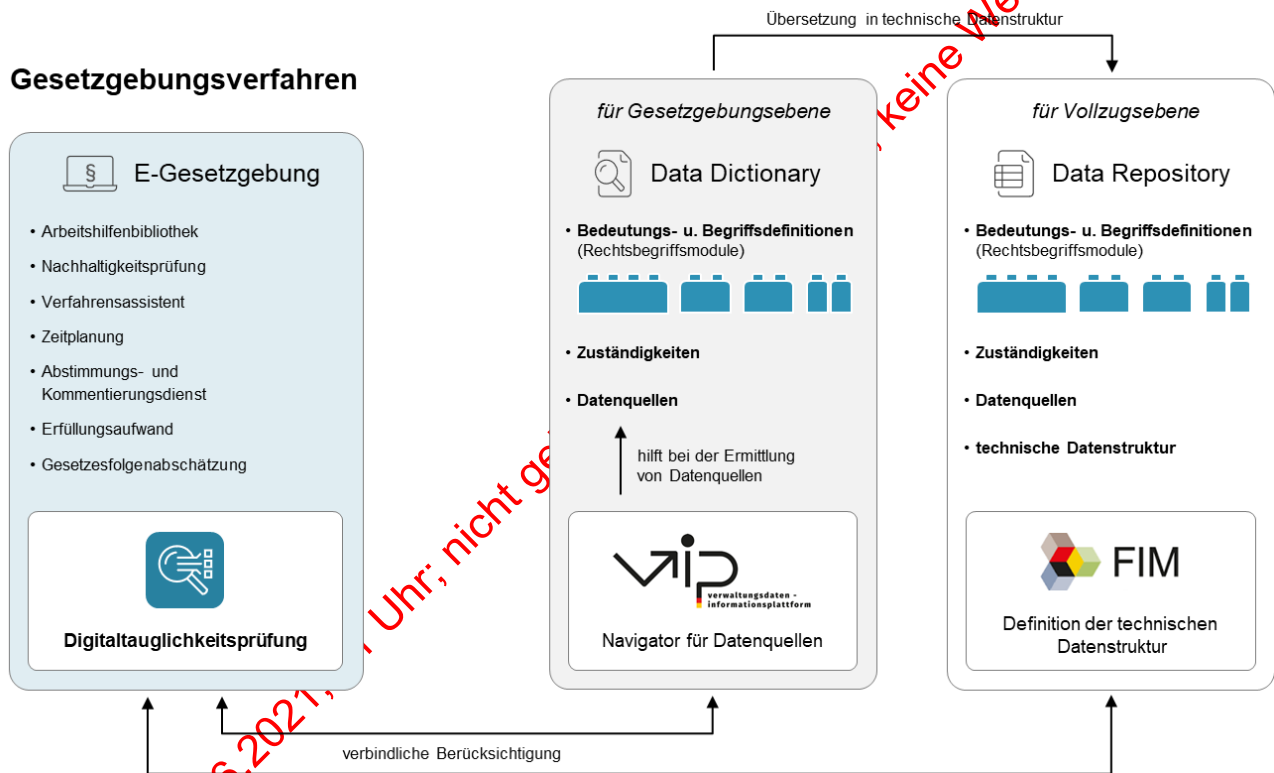 Übersetzung in technische Datenstruktur
Gesetzgebungsverfahren
§ E-Gesetzgebung
• Arbeitshilfenbibliothek
• Nachhaltigkeitsprüfung
• Verfahrensassistent
• Zeitplanung
• Abstimmungs- und
Kommentierungsdienst
• Erfüllungsaufwand
• Gesetzesfolgenabschätzung
Digitaltauglichkeitsprüfung
für Gesetzgebungsebene
Data Dictionary
• Bedeutungs- u. Begriffsdefinitionen
(Rechtsbegriffsmodule)
• Zuständigkeiten
• Datenquellen
hilft bei der Ermittlung
von Datenquellen
vip
verwaltungsdaten -
informationsplattform
Navigator für Datenquellen
für Vollzugsebene
Data Repository
• Bedeutungs- u. Begriffsdefinitionen
(Rechtsbegriffsmodule)
• Zuständigkeiten
• Datenquellen
• technische Datenstruktur
FIM
Definition der technischen
Datenstruktur
verbindliche Berücksichtigung
6.2021, Uhr; nicht keine